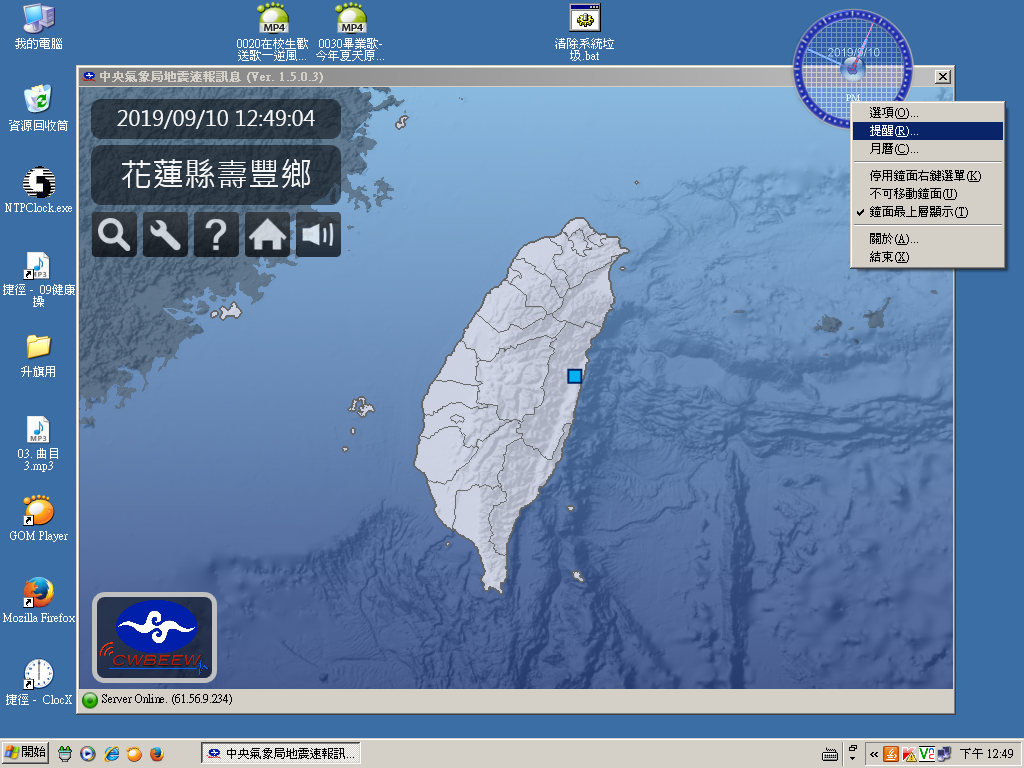 我的電腦
0020在校生歡
送歌—逆風...
0030畢業歌-
今年夏天原...
清除系統垃
圾.bat
2019/9/10
PM
中央氣象局地震速報訊息 (Ver. 1.5.0.3)
2019/09/10 12:49:04
花蓮縣壽豐鄉
選項(O)...
提醒(R)...
月曆(C)...
停用鐘面右鍵選單(K)
不可移動鐘面(U)
鐘面最上層顯示(T)
關於(A)...
結束(X)
資源回收筒
NTPClock.exe
捷徑 - 09健康
操
升旗用
03. 曲目
3.mp3
GOM Player
Mozilla Firefox
捷徑 - ClocX
CWBEEW
Server Online. (61.56.9.234)
開始
中央氣象局地震速報訊...
下午 12:49